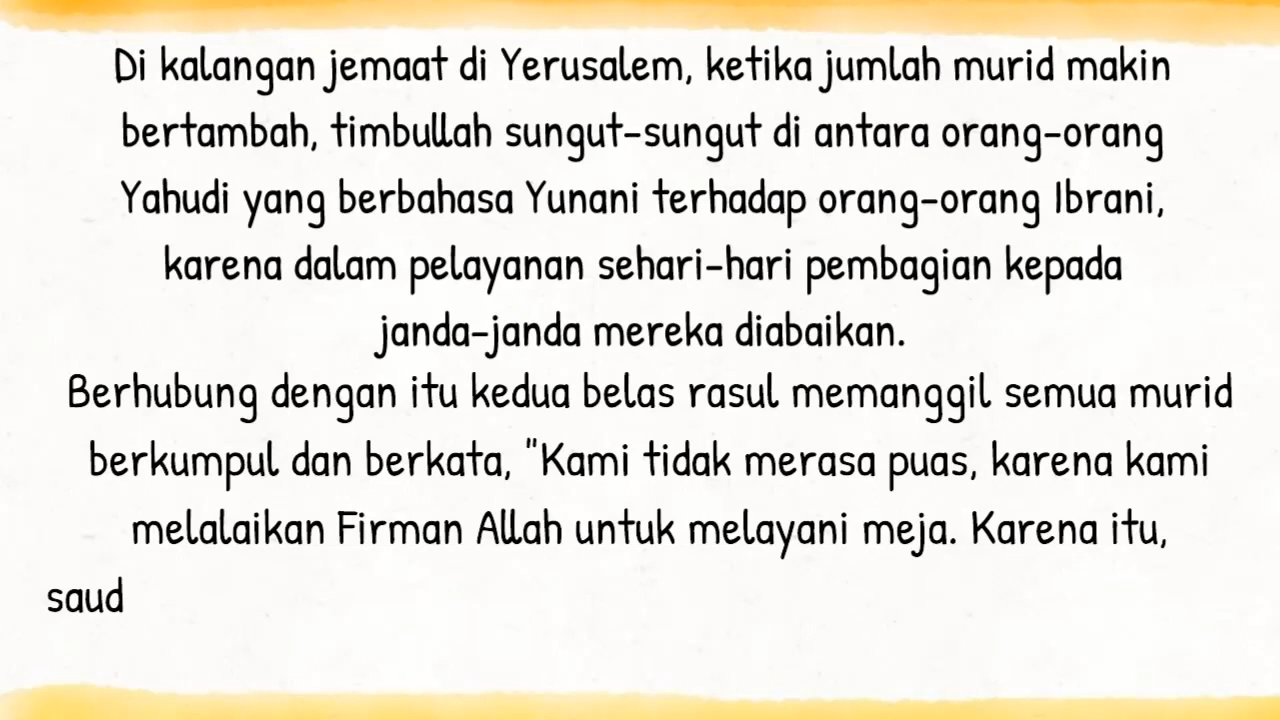 Di kalangan jemaat di Yerusalem, ketika jumlah murid makin
bertambah, timbullah sungut-sungut di antara orang-orang
Yahudi yang berbahasa Yunani terhadap orang-orang Ibrani,
karena dalam pelayanan sehari-hari pembagian kepada
janda-janda mereka diabaikan.
Berhubung dengan itu kedua belas rasul memanggil semua murid
berkumpul dan berkata, "Kami tidak merasa puas, karena kami
melalaikan Firman Allah untuk melayani meja. Karena itu,
saud